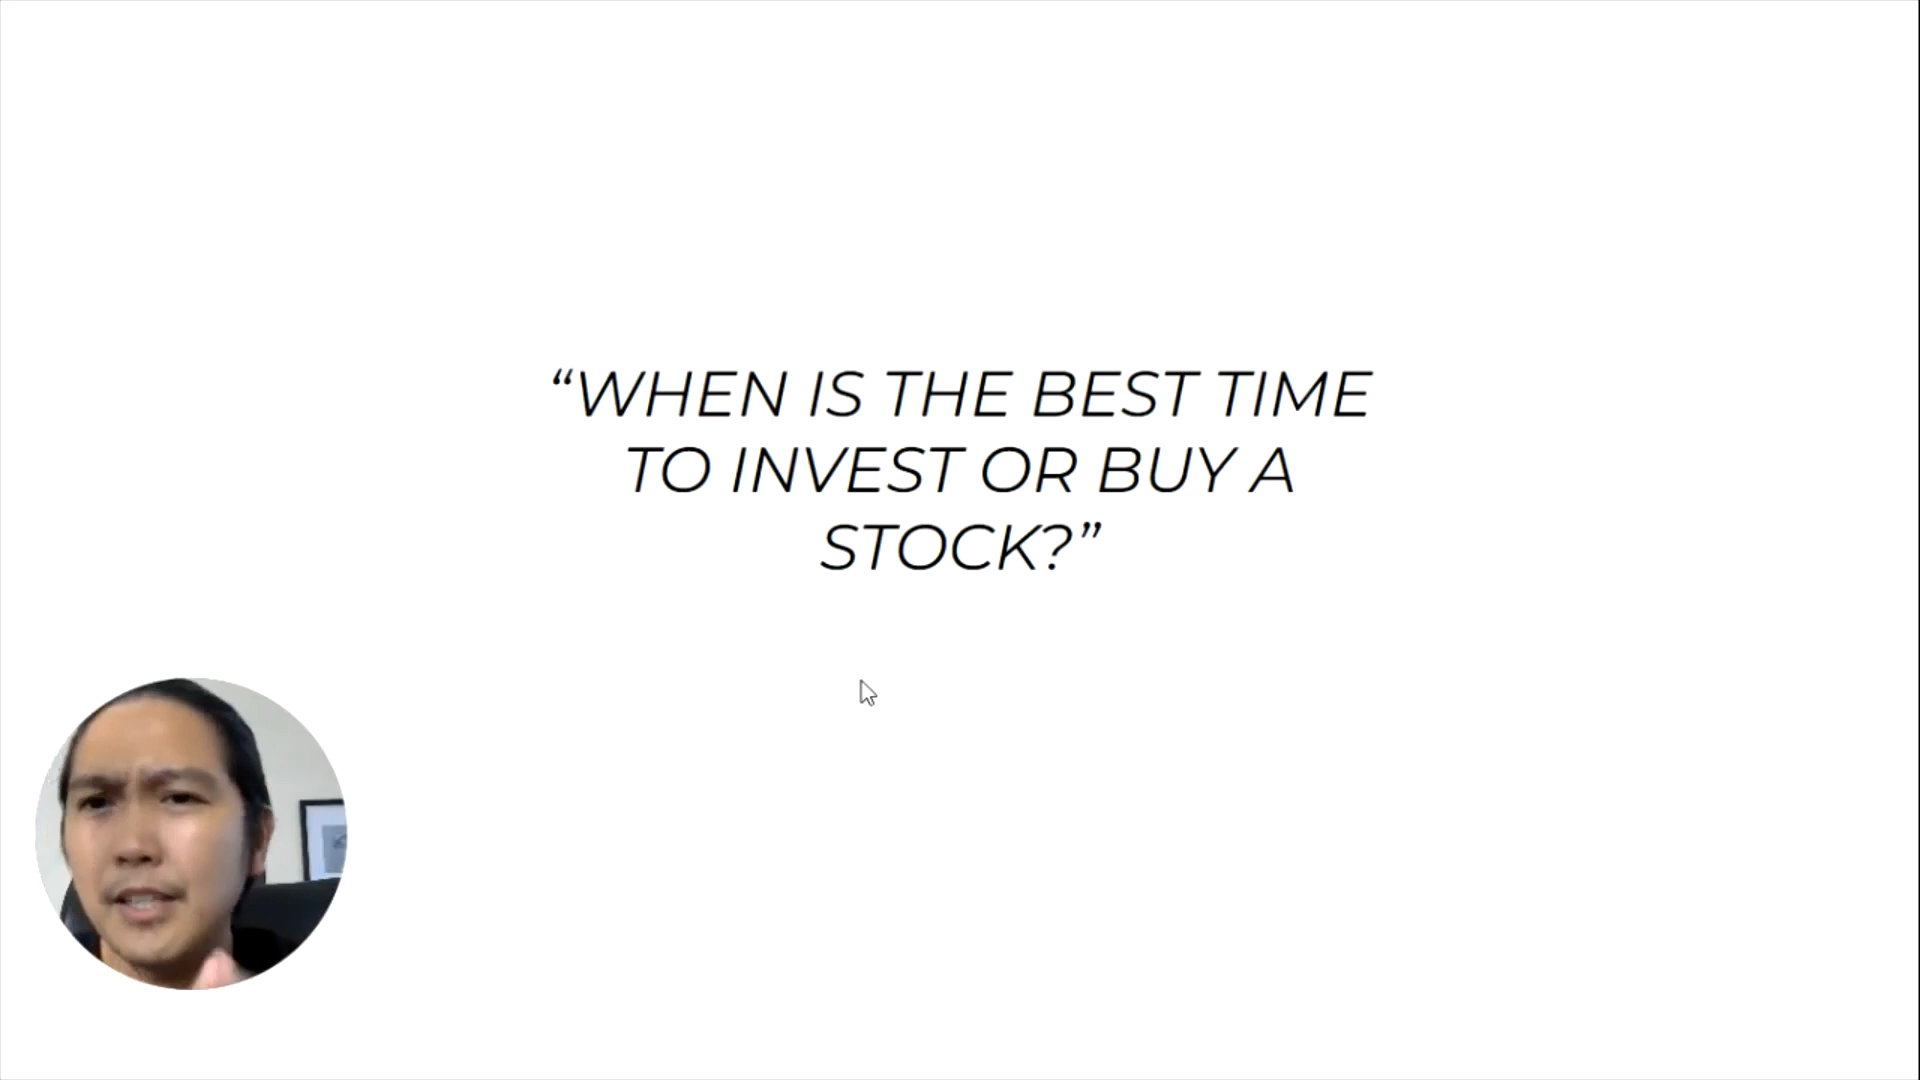 “WHEN IS THE BEST TIME
TO INVEST OR BUY A
STOCK?”